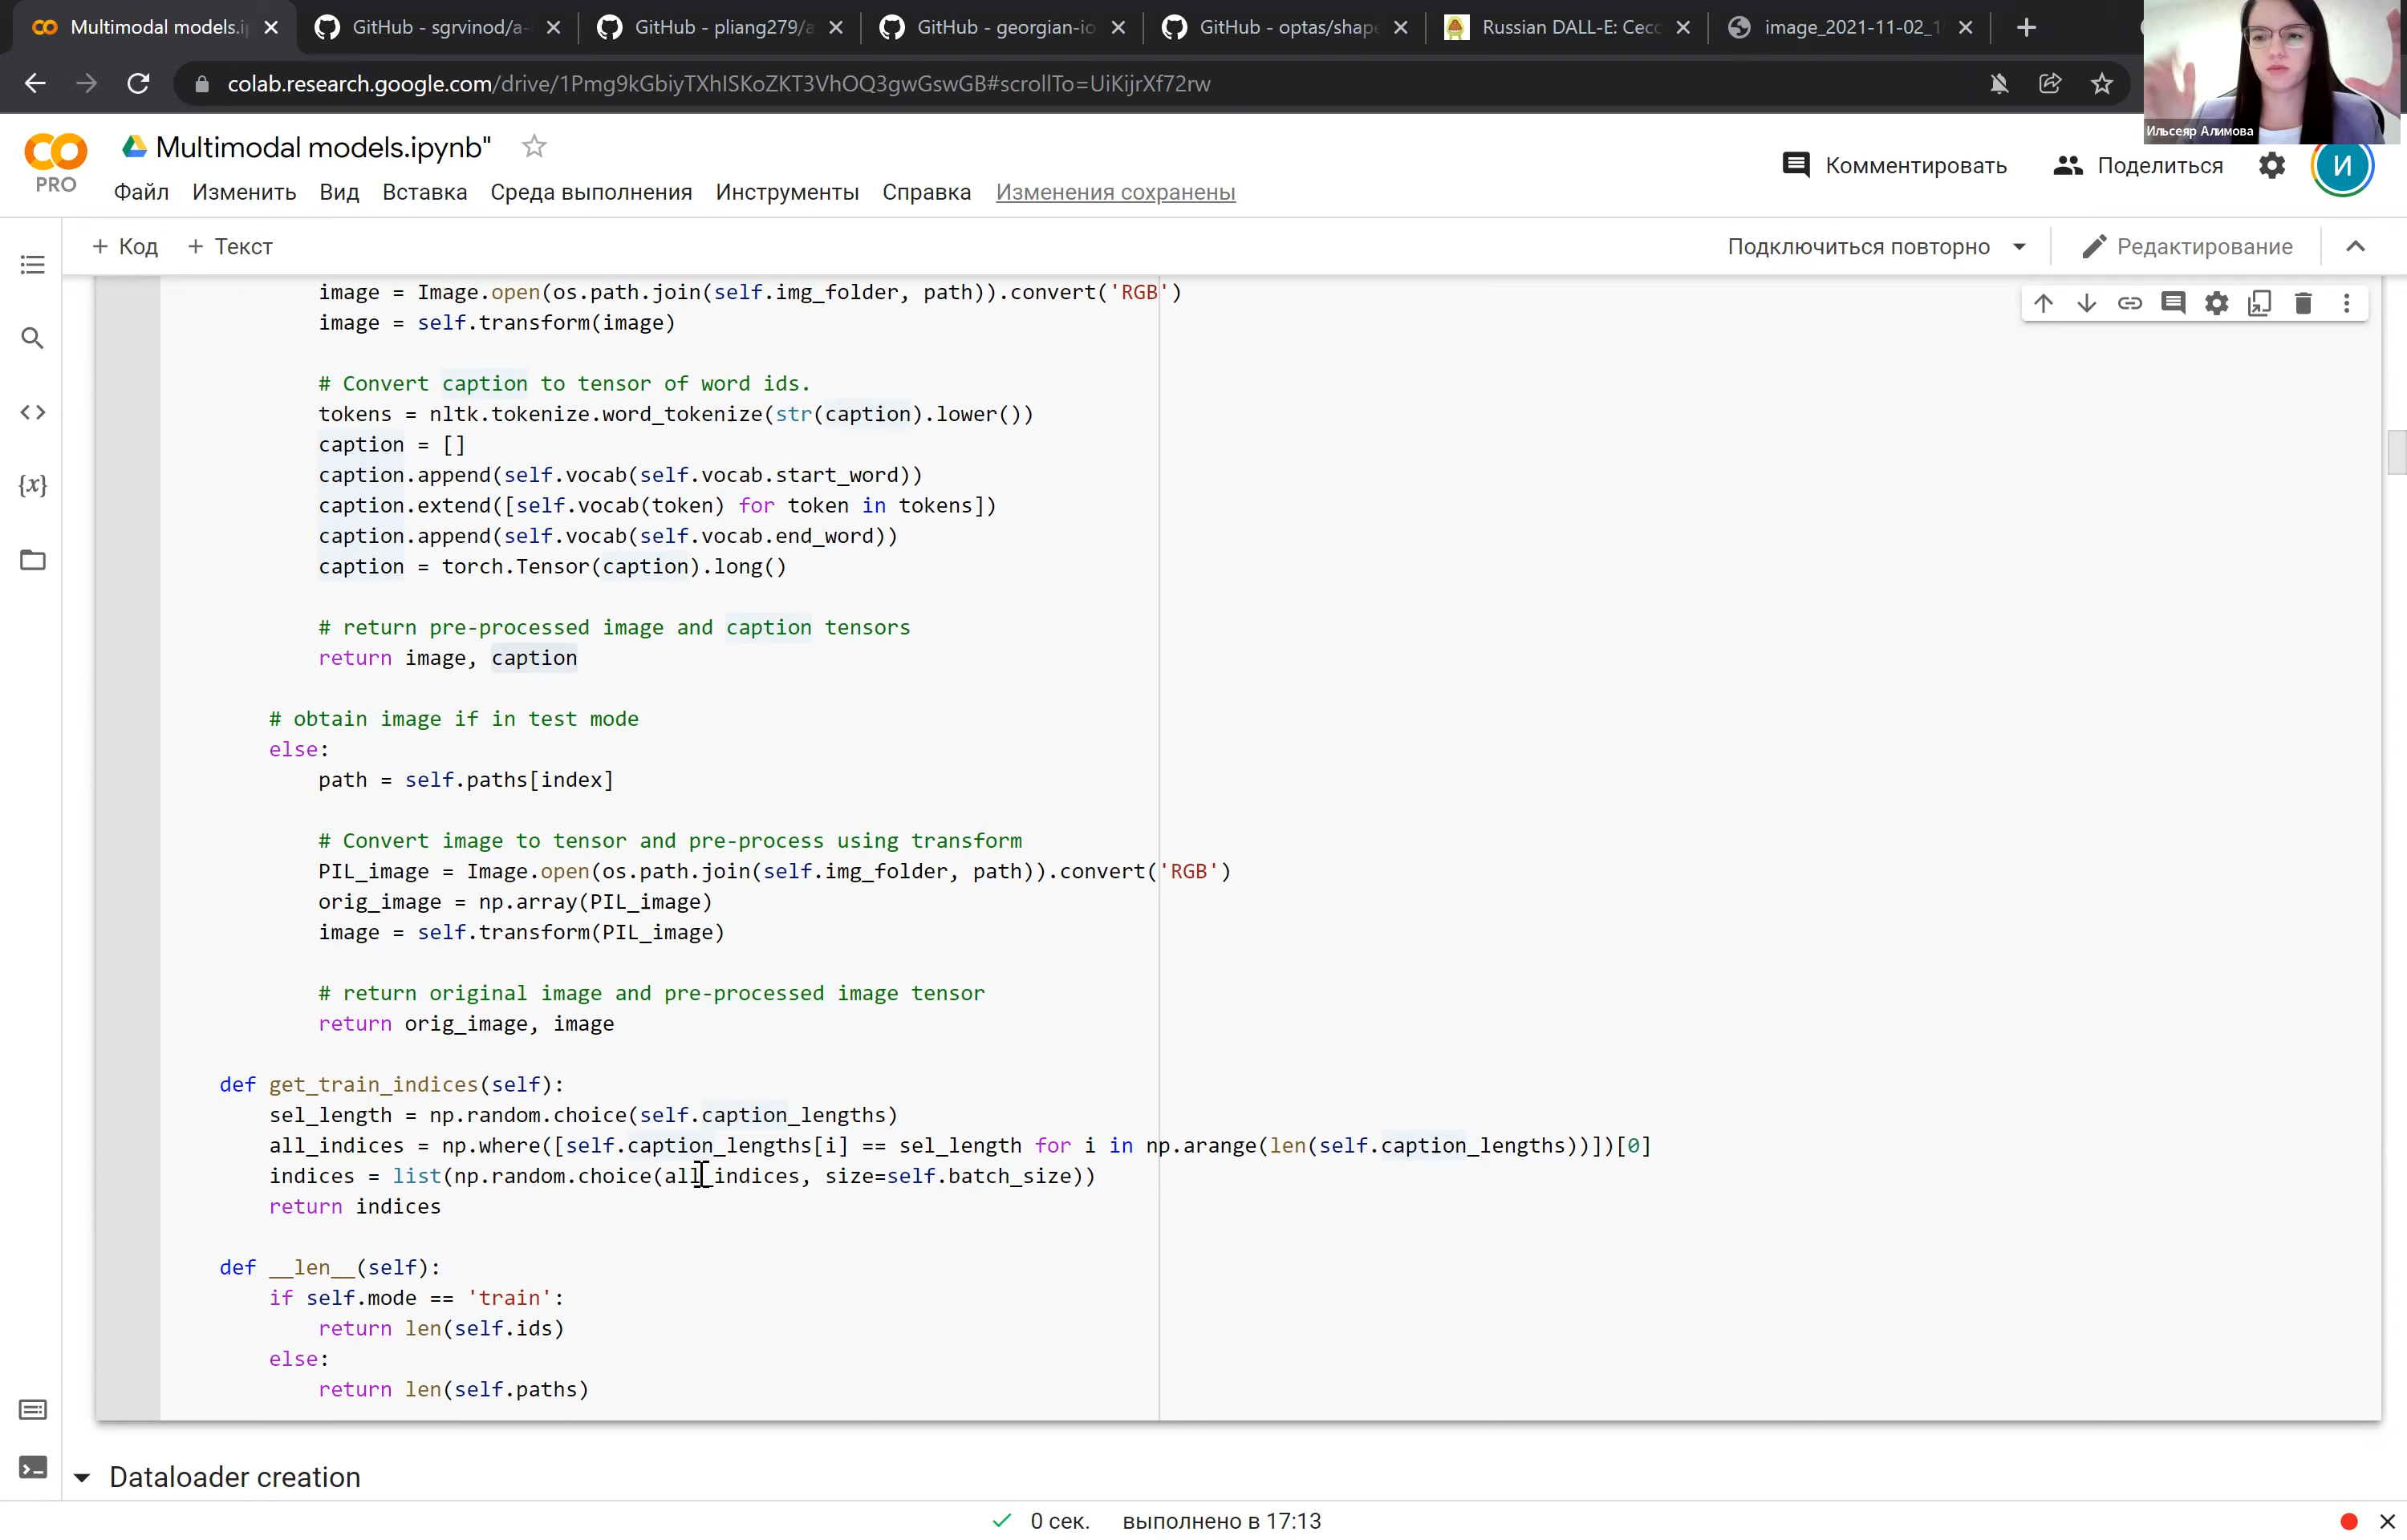 Multimodal models.i
GitHub - sgrvinod/a-
GitHub - pliang279/a
GitHub - georgian-io
GitHub - optas/shape
Russian DALL-E: Сесс
image_2021-11-02_1
colab.research.google.com/drive/1Pmg9kGbiyTXhISKoZKT3VhOQ3gwGswGB#scrollTo=UiKijrXf72rw
Ильсеяр Алимова
PRO
Multimodal models.ipynb"
Комментировать
Поделиться
И
Файл Изменить Вид Вставка Среда выполнения Инструменты Справка Изменения сохранены
+ Код + Текст
Подключиться повторно
Редактирование
image = Image.open(os.path.join(self.img_folder, path)).convert('RGB')
image = self.transform(image)
# Convert caption to tensor of word ids.
tokens = nltk.tokenize.word_tokenize(str(caption).lower())
caption = []
caption.append(self.vocab(self.vocab.start_word))
caption.extend([self.vocab(token) for token in tokens])
caption.append(self.vocab(self.vocab.end_word))
caption = torch.Tensor(caption).long()
# return pre-processed image and caption tensors
return image, caption
# obtain image if in test mode
else:
path = self.paths[index]
# Convert image to tensor and pre-process using transform
PIL_image = Image.open(os.path.join(self.img_folder, path)).convert('RGB')
orig_image = np.array(PIL_image)
image = self.transform(PIL_image)
# return original image and pre-processed image tensor
return orig_image, image
def get_train_indices(self):
sel_length = np.random.choice(self.caption_lengths)
all_indices = np.where([self.caption_lengths[i] == sel_length for i in np.arange(len(self.caption_lengths))])[0]
indices = list(np.random.choice(all_indices, size=self.batch_size))
return indices
def __len__(self):
if self.mode == 'train':
return len(self.ids)
else:
return len(self.paths)
Dataloader creation
0 сек. выполнено в 17:13